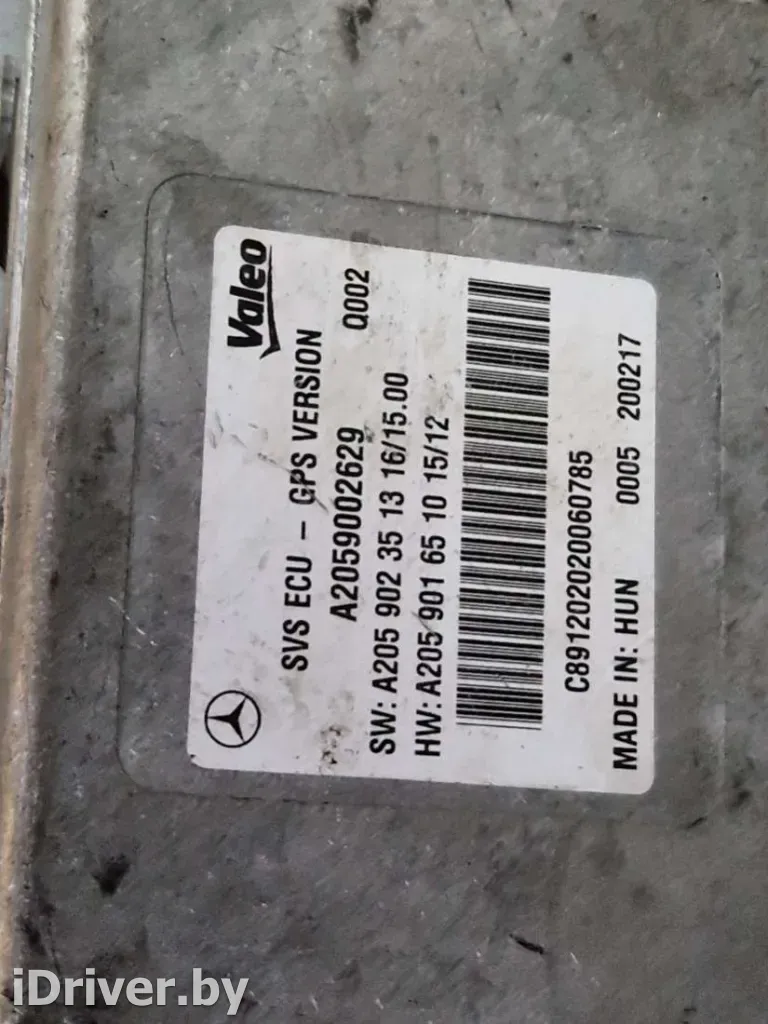 Valeo
SVS ECU - GPS VERSION
A2059002629 Q002
SW: A205 902 35 13 16/15.00
HW: A205 901 65 10 15/12
C891202020060785
MADE IN: HUN 0005 200217
iDriver.by